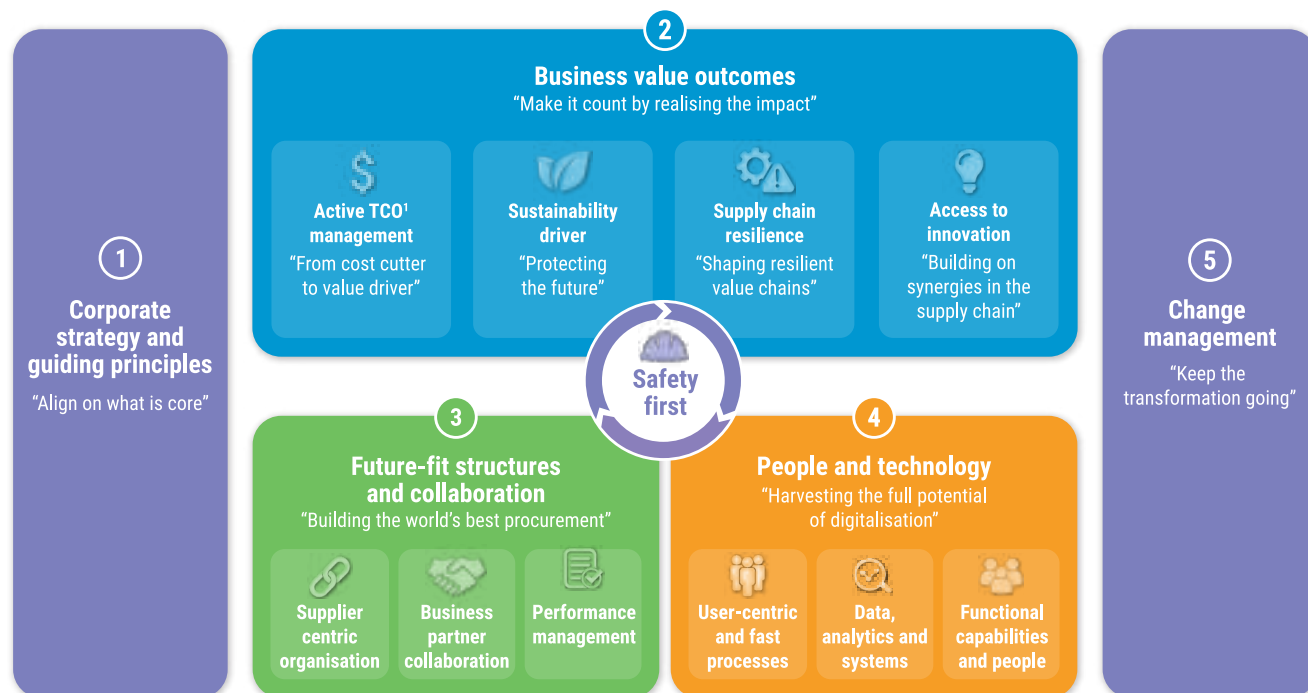 1
Corporate
strategy and
guiding principles
“Align on what is core”
2
Business value outcomes
“Make it count by realising the impact”
Active TCO¹
management
“From cost cutter
to value driver”
Sustainability
driver
“Protecting
the future”
Supply chain
resilience
“Shaping resilient
value chains”
Access to
innovation
“Building on
synergies in the
supply chain”
Safety
first
3
Future-fit structures
and collaboration
“Building the world’s best procurement”
Supplier
centric
organisation
Business
partner
collaboration
Performance
management
4
People and technology
“Harvesting the full potential
of digitalisation”
User-centric
and fast
processes
Data,
analytics and
systems
Functional
capabilities
and people
5
Change
management
“Keep the
transformation going”